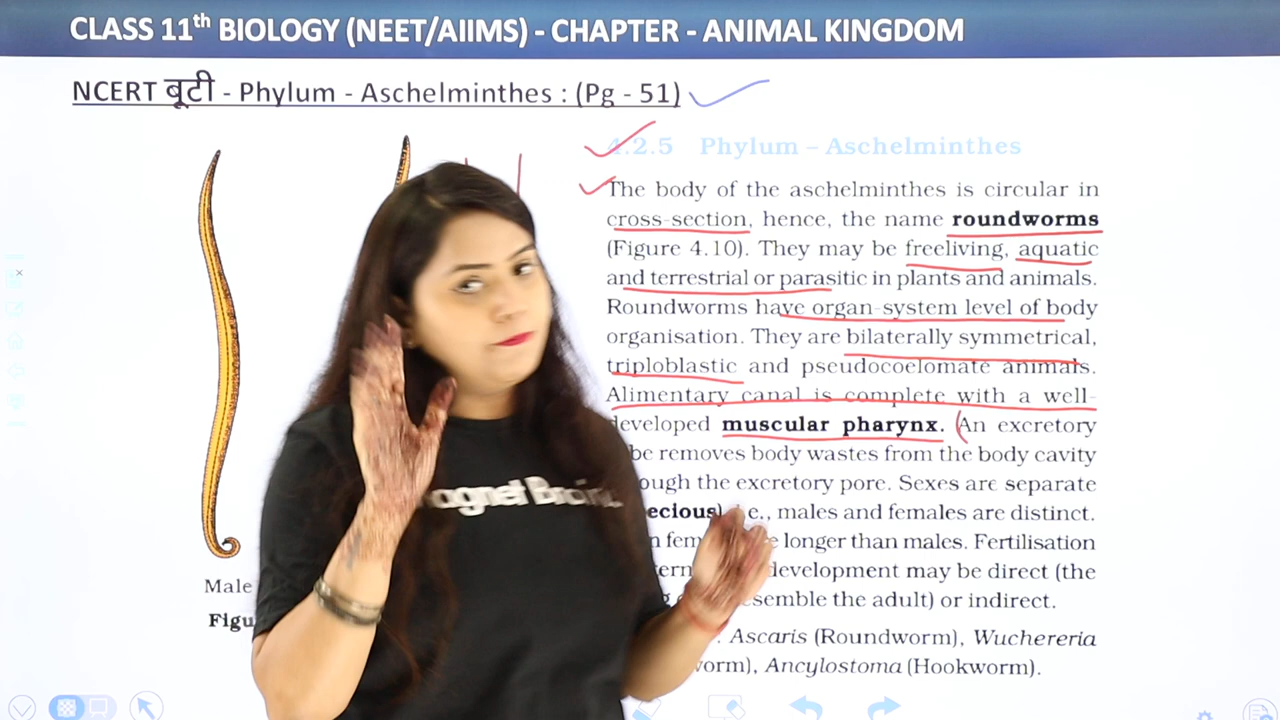 CLASS 11th BIOLOGY (NEET/AIIMS) - CHAPTER - ANIMAL KINGDOM
NCERT बूटी - Phylum - Aschelminthes : (Pg - 51)
4.2.5 Phylum – Aschelminthes
The body of the aschelminthes is circular in
cross-section, hence, the name roundworms
(Figure 4.10). They may be freeliving, aquatic
and terrestrial or parasitic in plants and animals.
Roundworms have organ-system level of body
organisation. They are bilaterally symmetrical,
triploblastic and pseudocoelomate animals.
Alimentary canal is complete with a well-
developed muscular pharynx. An excretory
be removes body wastes from the body cavity
ough the excretory pore. Sexes are separate
ecious), i.e., males and females are distinct.
longer than males. Fertilisation
development may be direct (the
esemble the adult) or indirect.
Ascaris (Roundworm), Wuchereria
worm), Ancylostoma (Hookworm).
Male
Figu
agnet Brains